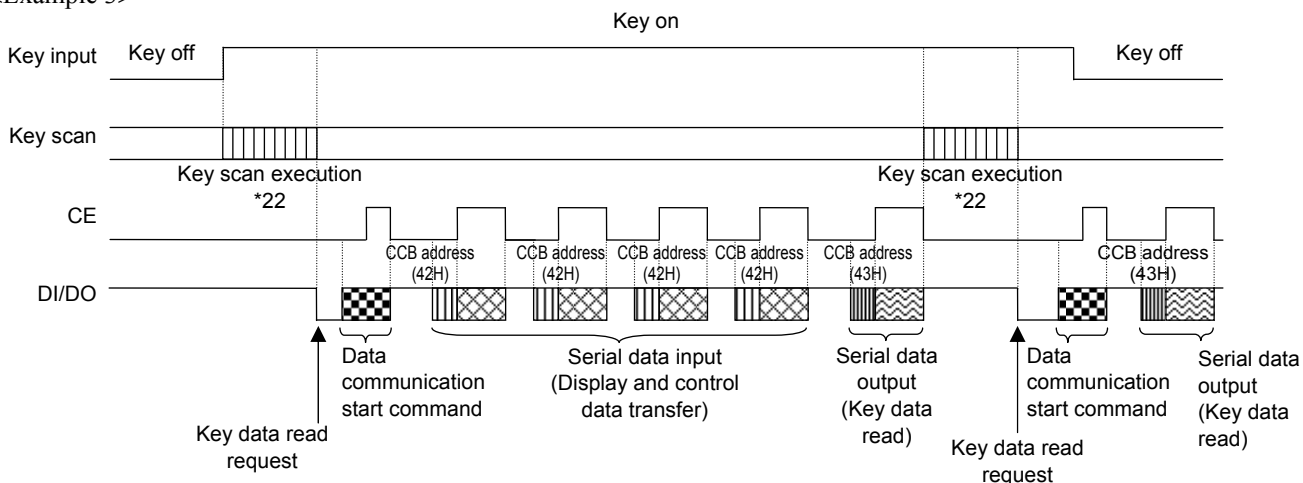 Key on
Key input
Key off
Key off
Key scan
Key scan execution
*22
Key scan execution
*22
CE
CCB address
(42H)
CCB address
(42H)
CCB address
(42H)
CCB address
(42H)
CCB address
(43H)
CCB address
(43H)
DI/DO
Data
communication
start command
Serial data input
(Display and control
data transfer)
Serial data
output
(Key data
read)
Data
communication
start command
Serial data
output
(Key data
read)
Key data read
request
Key data read
request